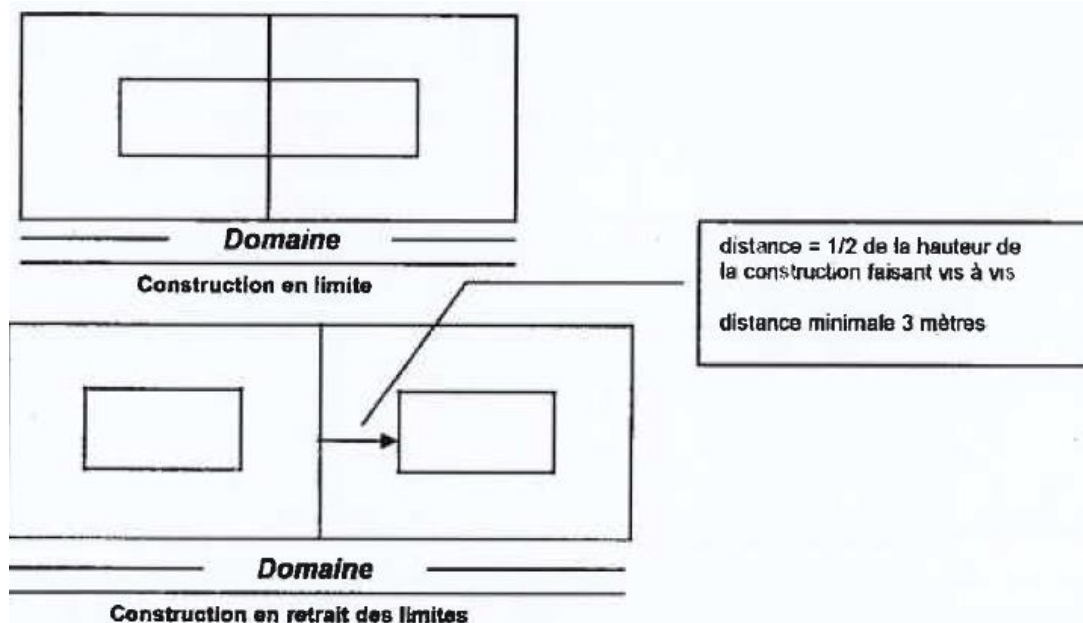 Domaine
Construction en limite
distance = 1/2 de la hauteur de
la construction faisant vis à vis
distance minimale 3 mètres
Domaine
Construction en retrait des limites